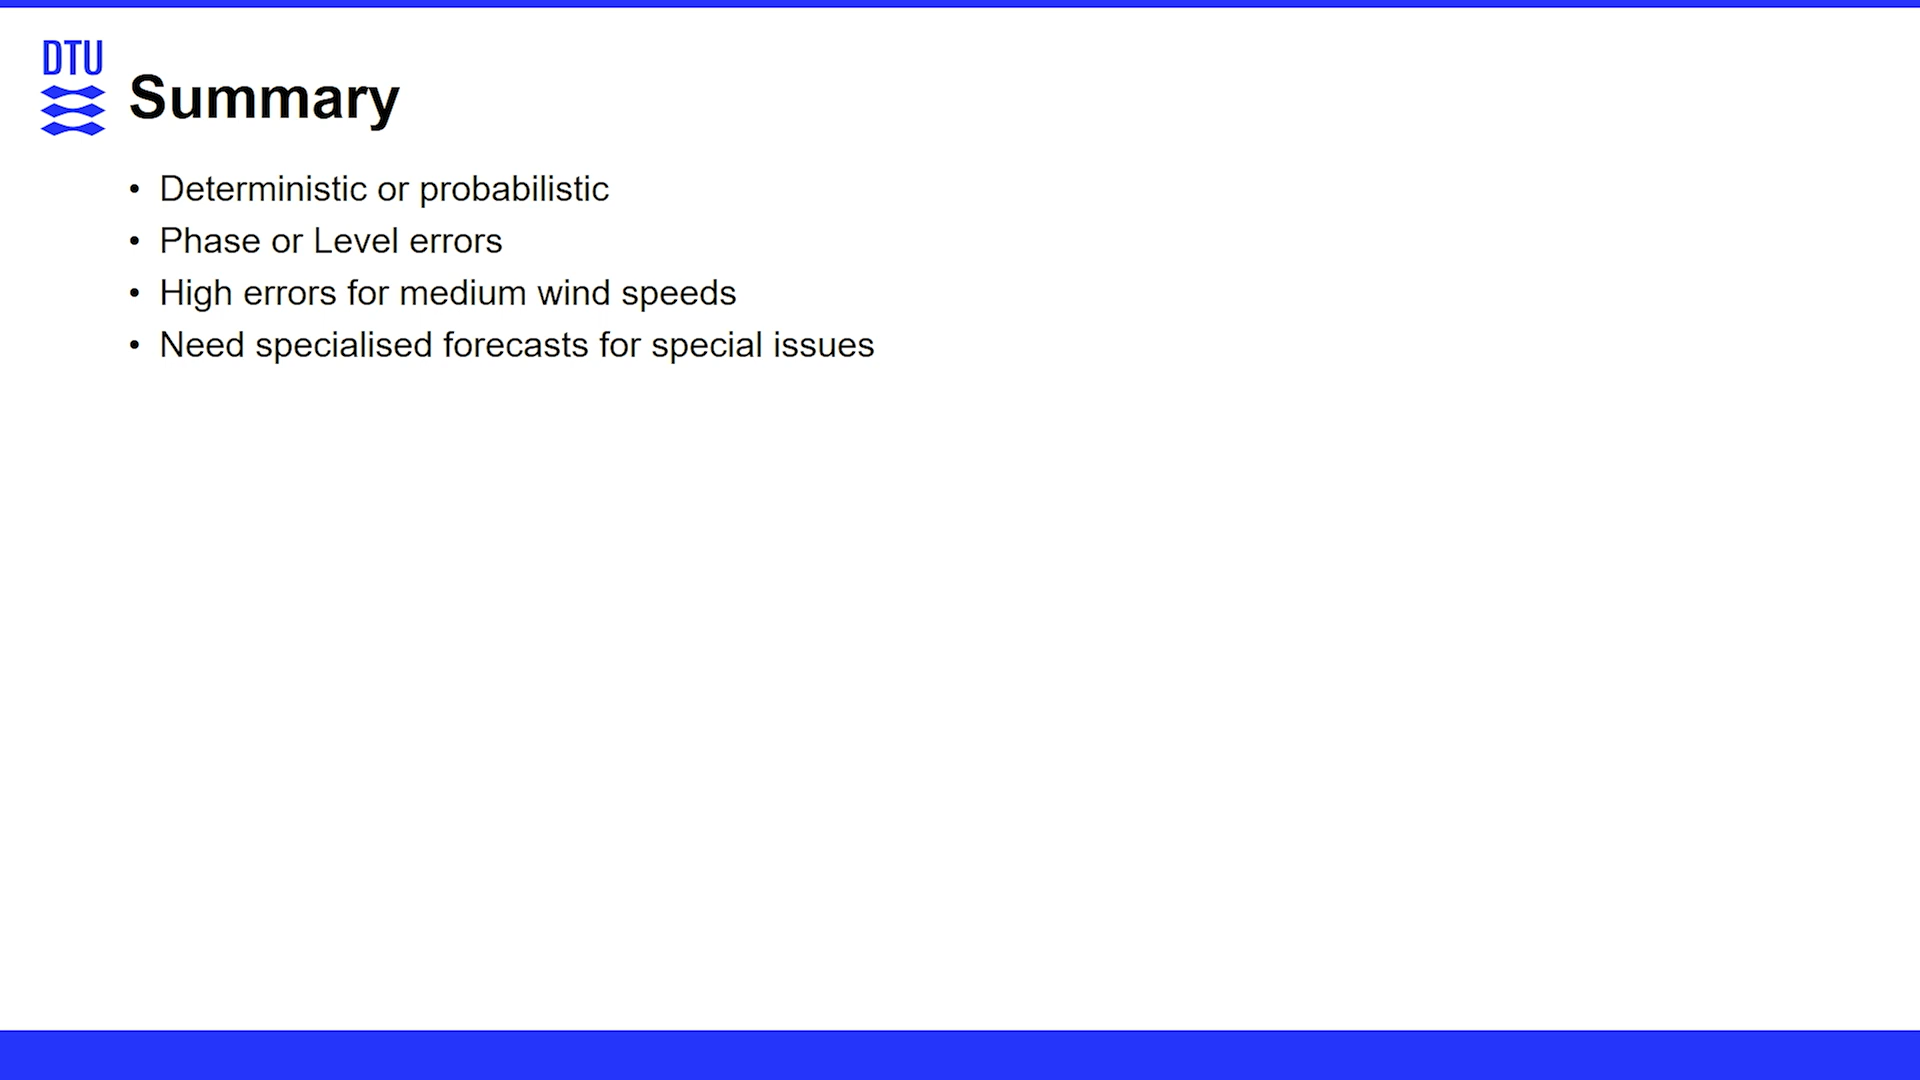 DTU
Summary
• Deterministic or probabilistic
• Phase or Level errors
• High errors for medium wind speeds
• Need specialised forecasts for special issues